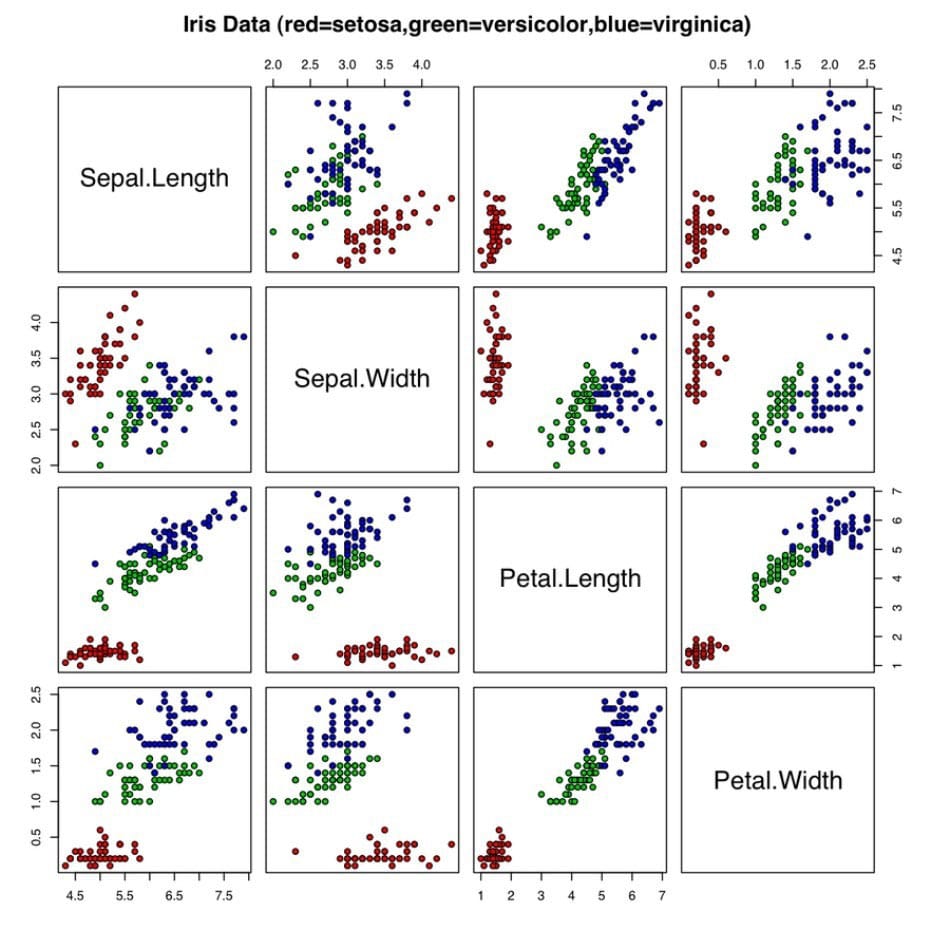 Iris Data (red=setosa,green=versicolor,blue=virginica)
2.0 2.5 3.0 3.5 4.0
0.5 1.0 1.5 2.0 2.5
Sepal.Length
4.5 5.5 6.5 7.5
2.0 2.5 3.0 3.5 4.0
Sepal.Width
Petal.Length
1 2 3 4 5 6 7
0.5 1.0 1.5 2.0 2.5
Petal.Width
4.5 5.5 6.5 7.5
1 2 3 4 5 6 7